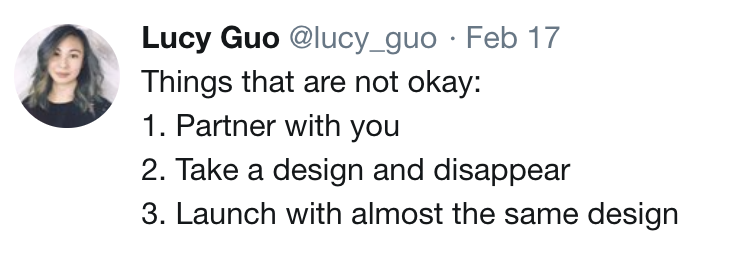 Lucy Guo @lucy_guo · Feb 17
Things that are not okay:
1. Partner with you
2. Take a design and disappear
3. Launch with almost the same design